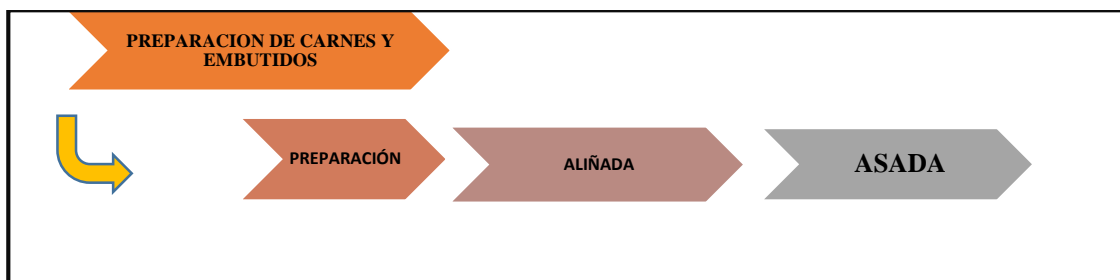 PREPARACION DE CARNES Y
EMBUTIDOS
PREPARACIÓN
ALIÑADA
ASADA